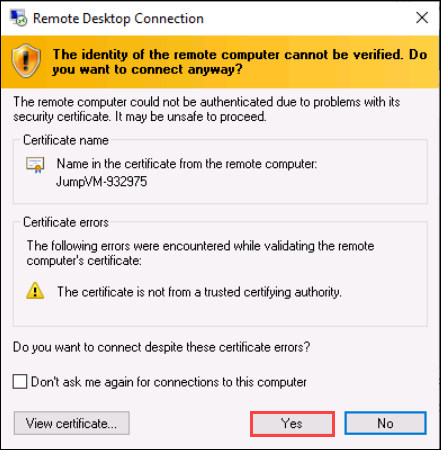 Remote Desktop Connection
The identity of the remote computer cannot be verified. Do
you want to connect anyway?
The remote computer could not be authenticated due to problems with its
security certificate. It may be unsafe to proceed.
Certificate name
Name in the certificate from the remote computer:
JumpVM-932975
Certificate errors
The following errors were encountered while validating the remote
computer's certificate:
The certificate is not from a trusted certifying authority.
Do you want to connect despite these certificate errors?
Don't ask me again for connections to this computer
View certificate... Yes No